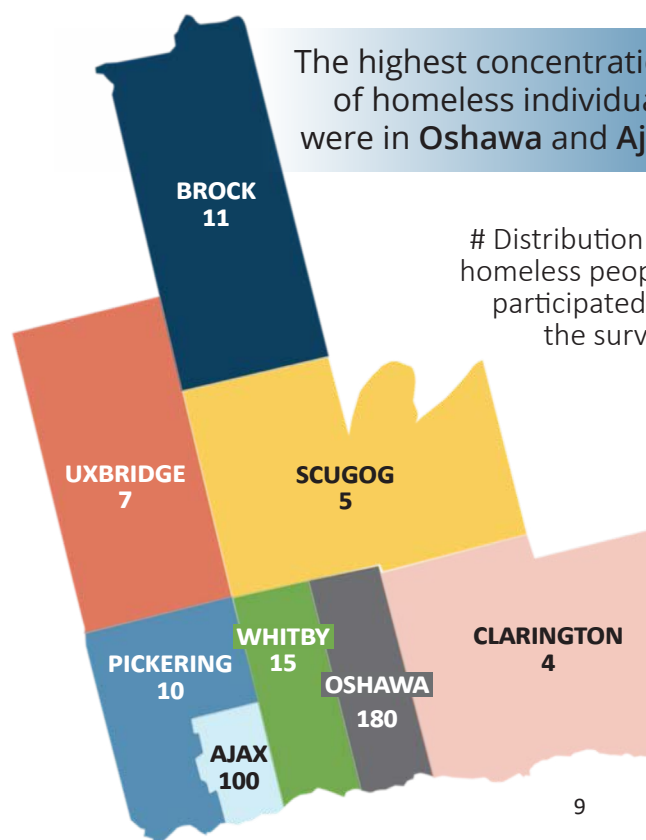 The highest concentratio
of homeless individua
were in Oshawa and Aj
BROCK
11
# Distribution
homeless peop
participated
the surv
UXBRIDGE
7
SCUGOG
5
WHITBY
15
CLARINGTON
4
PICKERING
10
OSHAWA
180
AJAX
100
9